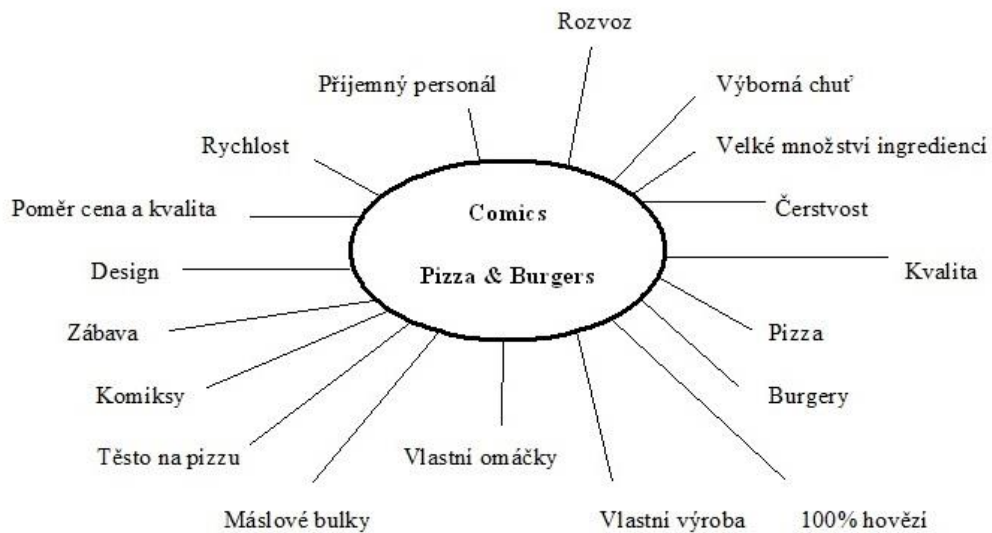 Rozvoz
Příjemný personál
Výborná chuť
Rychlost
Velké množství ingrediencí
Poměr cena a kvalita
Comics
Čerstvost
Design
Pizza & Burgers
Kvalita
Zábava
Pizza
Komiksy
Burgery
Těsto na pizzu
Vlastní omáčky
Máslové bulky
Vlastní výroba
100% hovězí